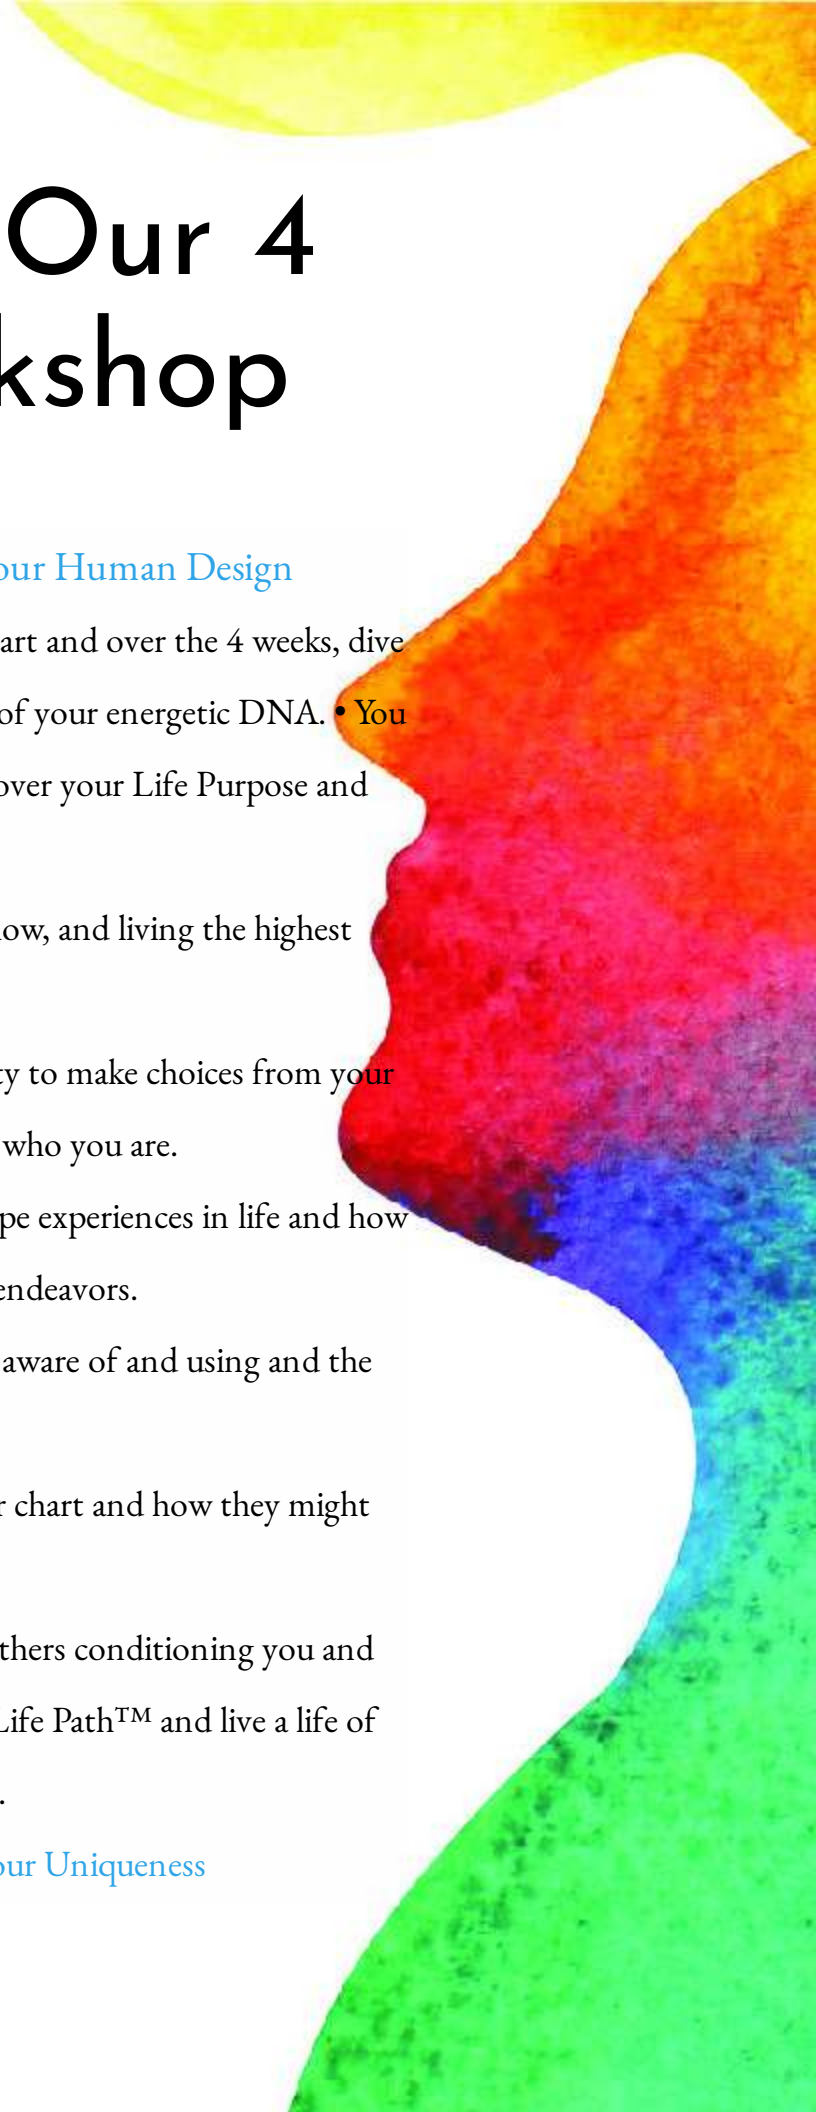 Our 4
kshop
our Human Design
art and over the 4 weeks, dive
of your energetic DNA. • You
over your Life Purpose and
ow, and living the highest
ty to make choices from your
who you are.
pe experiences in life and how
endeavors.
aware of and using and the
r chart and how they might
thers conditioning you and
Life Path™ and live a life of
.
our Uniqueness